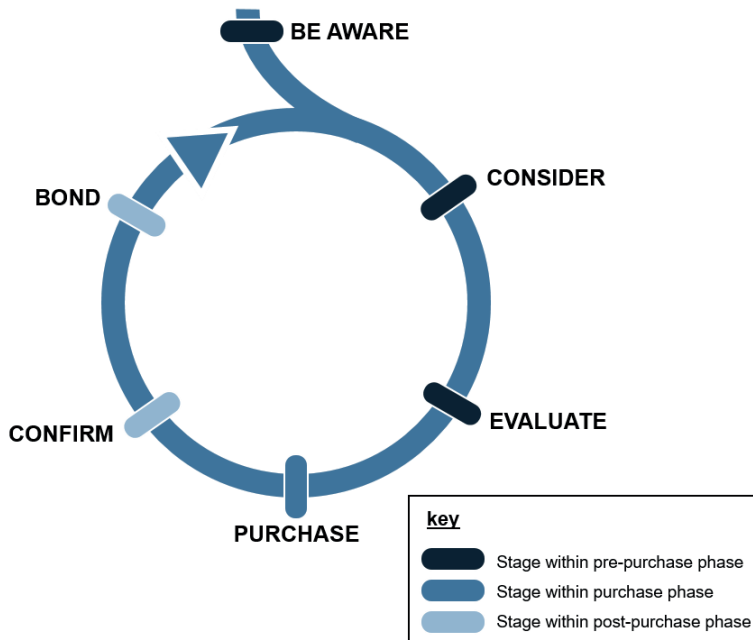 BE AWARE
CONSIDER
BOND
EVALUATE
CONFIRM
PURCHASE
key
Stage within pre-purchase phase
Stage within purchase phase
Stage within post-purchase phase